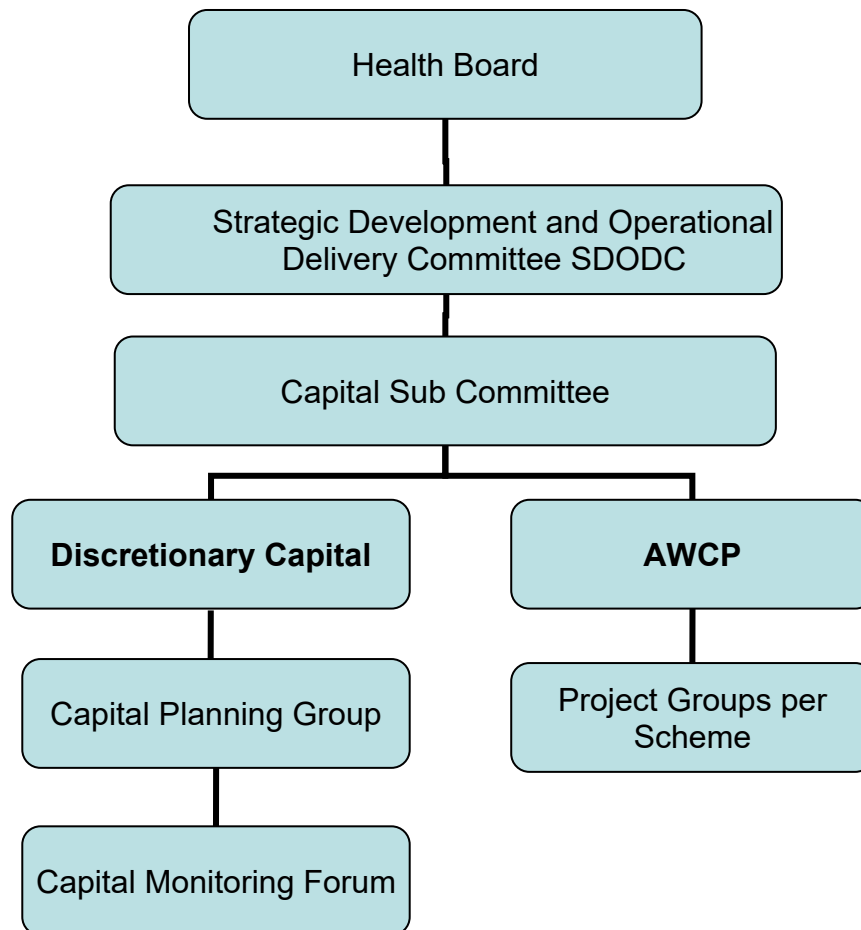 Health Board
Strategic Development and Operational
Delivery Committee SDODC
Capital Sub Committee
Discretionary Capital
AWCP
Capital Planning Group
Project Groups per
Scheme
Capital Monitoring Forum